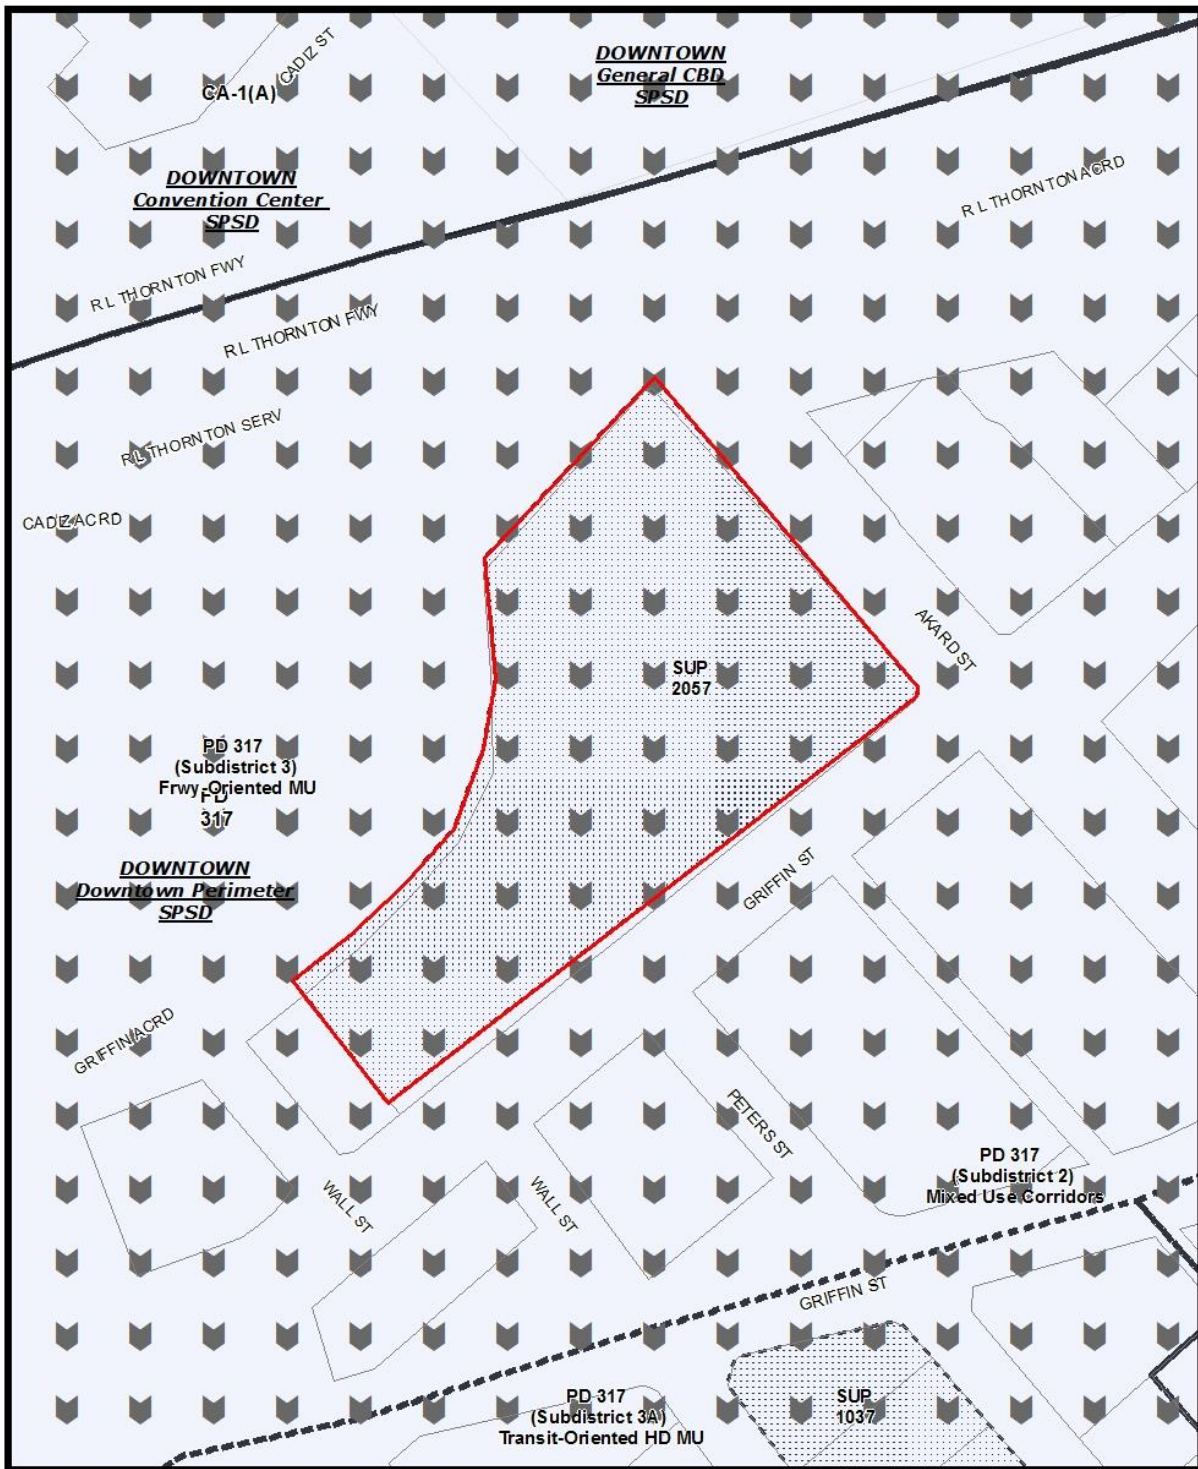 CADIZ ST
CA-1(A)
DOWNTOWN
General CBD
SPSD
DOWNTOWN
Convention Center
SPSD
R L THORNTON ACRD
R L THORNTON FWY
R L THORNTON FWY
R L THORNTON SERV
CADIZ ACRD
AKARD ST
SUP
2057
PD 317
(Subdistrict 3)
Frwy-Oriented MU
PD
317
DOWNTOWN
Downtown Perimeter
SPSD
GRIFFIN ST
GRIFFIN ACRD
PETERS ST
WALL ST
WALL ST
PD 317
(Subdistrict 2)
Mixed Use Corridors
GRIFFIN ST
PD 317
(Subdistrict 3A)
Transit-Oriented HD MU
SUP
1037